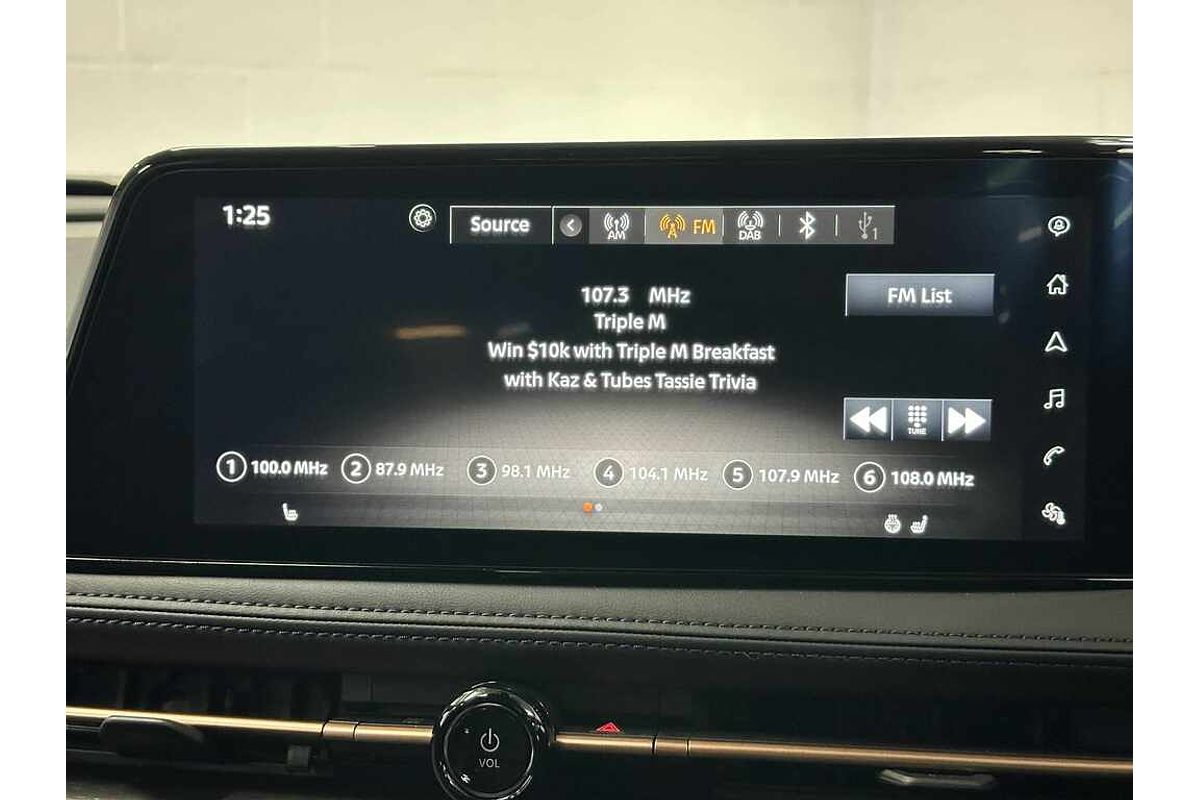 1:25 Source AM A FM DAB 1
107.3 MHz FM List
Triple M
Win $10k with Triple M Breakfast
with Kaz & Tubes Tassie Trivia
TUNE
1 100.0 MHz 2 87.9 MHz 3 98.1 MHz 4 104.1 MHz 5 107.9 MHz 6 108.0 MHz
VOL